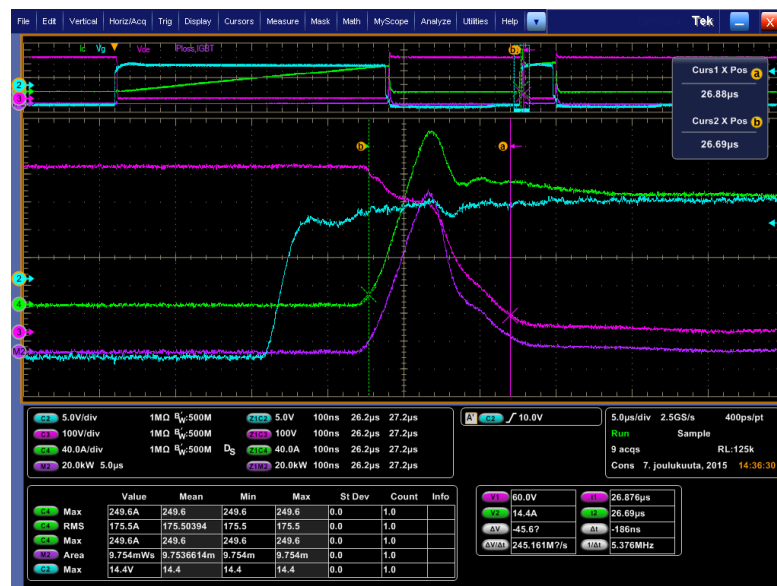 File Edit Vertical Horiz/Acq Trig Display Cursors Measure Mask Math MyScope Analyze Utilities Help Tek X
Id Vg Vde Ploss,IGBT
b
Curs1 X Pos a
26.88µs
Curs2 X Pos b
26.69µs
2
3
b a
2
4
3
M2
C2 5.0V/div 1MΩ BW:500M Z1C2 5.0V 100ns 26.2µs 27.2µs
C3 100V/div 1MΩ BW:500M Z1C3 100V 100ns 26.2µs 27.2µs
C4 40.0A/div 1MΩ BW:500M DS Z1C4 40.0A 100ns 26.2µs 27.2µs
M2 20.0kW 5.0µs Z1M2 20.0kW 100ns 26.2µs 27.2µs
A' C2 10.0V
5.0µs/div 2.5GS/s 400ps/pt
Run Sample
9 acqs RL:125k
Cons 7. joulukuuta, 2015 14:36:30
Value Mean Min Max St Dev Count Info
C4 Max 249.6A 249.6 249.6 249.6 0.0 1.0
C4 RMS 175.5A 175.50394 175.5 175.5 0.0 1.0
C4 Max 249.6A 249.6 249.6 249.6 0.0 1.0
M2 Area 9.754mWs 9.7536614m 9.754m 9.754m 0.0 1.0
C2 Max 14.4V 14.4 14.4 14.4 0.0 1.0
V1 60.0V t1 26.876µs
V2 14.4A t2 26.69µs
ΔV -45.6? Δt -186ns
ΔV/Δt 245.161M?/s 1/Δt 5.376MHz